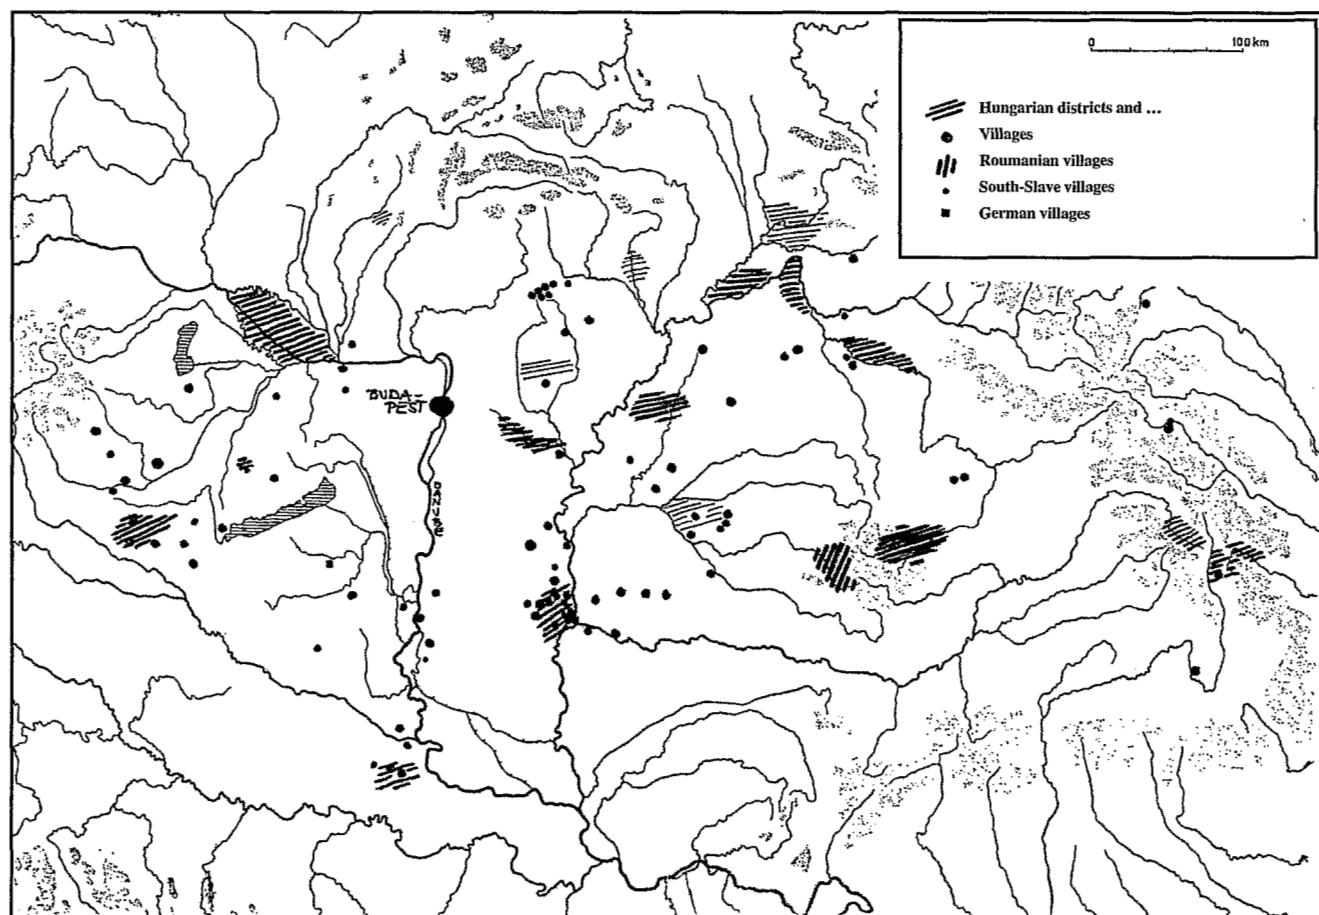 0 100 km
Hungarian districts and ...
Villages
Roumanian villages
South-Slave villages
German villages
BUDA-
PEST
DANUBE